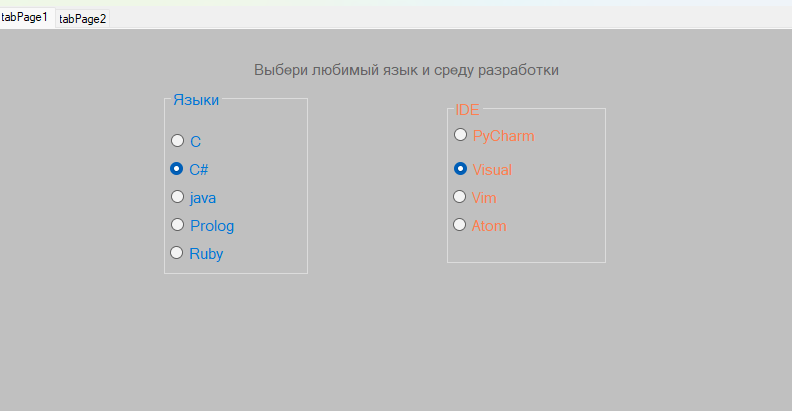 tabPage1 tabPage2
Выбери любимый язык и среду разработки
Языки
C
C#
java
Prolog
Ruby
IDE
PyCharm
Visual
Vim
Atom